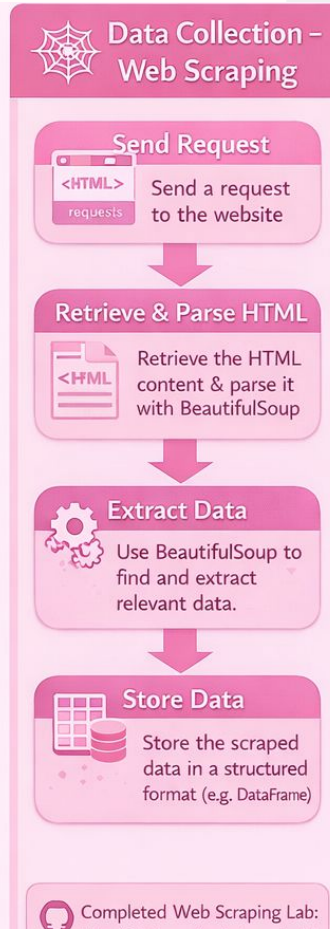 Data Collection –
Web Scraping
Send Request
<HTML>
requests
Send a request
to the website
Retrieve & Parse HTML
<HTML
Retrieve the HTML
content & parse it
with BeautifulSoup
Extract Data
Use BeautifulSoup to
find and extract
relevant data.
Store Data
Store the scraped
data in a structured
format (e.g. DataFrame)
Completed Web Scraping Lab: